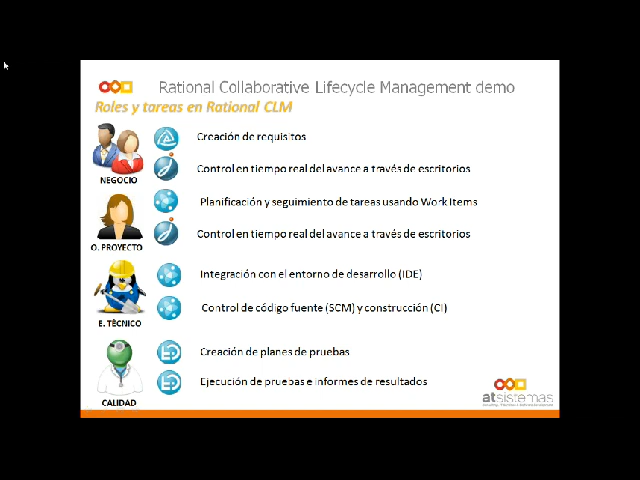 Rational Collaborative Lifecycle Management demo
Roles y tareas en Rational CLM
Creación de requisitos
Control en tiempo real del avance a través de escritorios
NEGOCIO
Planificación y seguimiento de tareas usando Work Items
Control en tiempo real del avance a través de escritorios
O. PROYECTO
Integración con el entorno de desarrollo (IDE)
Control de código fuente (SCM) y construcción (CI)
E. TÉCNICO
Creación de planes de pruebas
Ejecución de pruebas e informes de resultados
CALIDAD
atsistemas